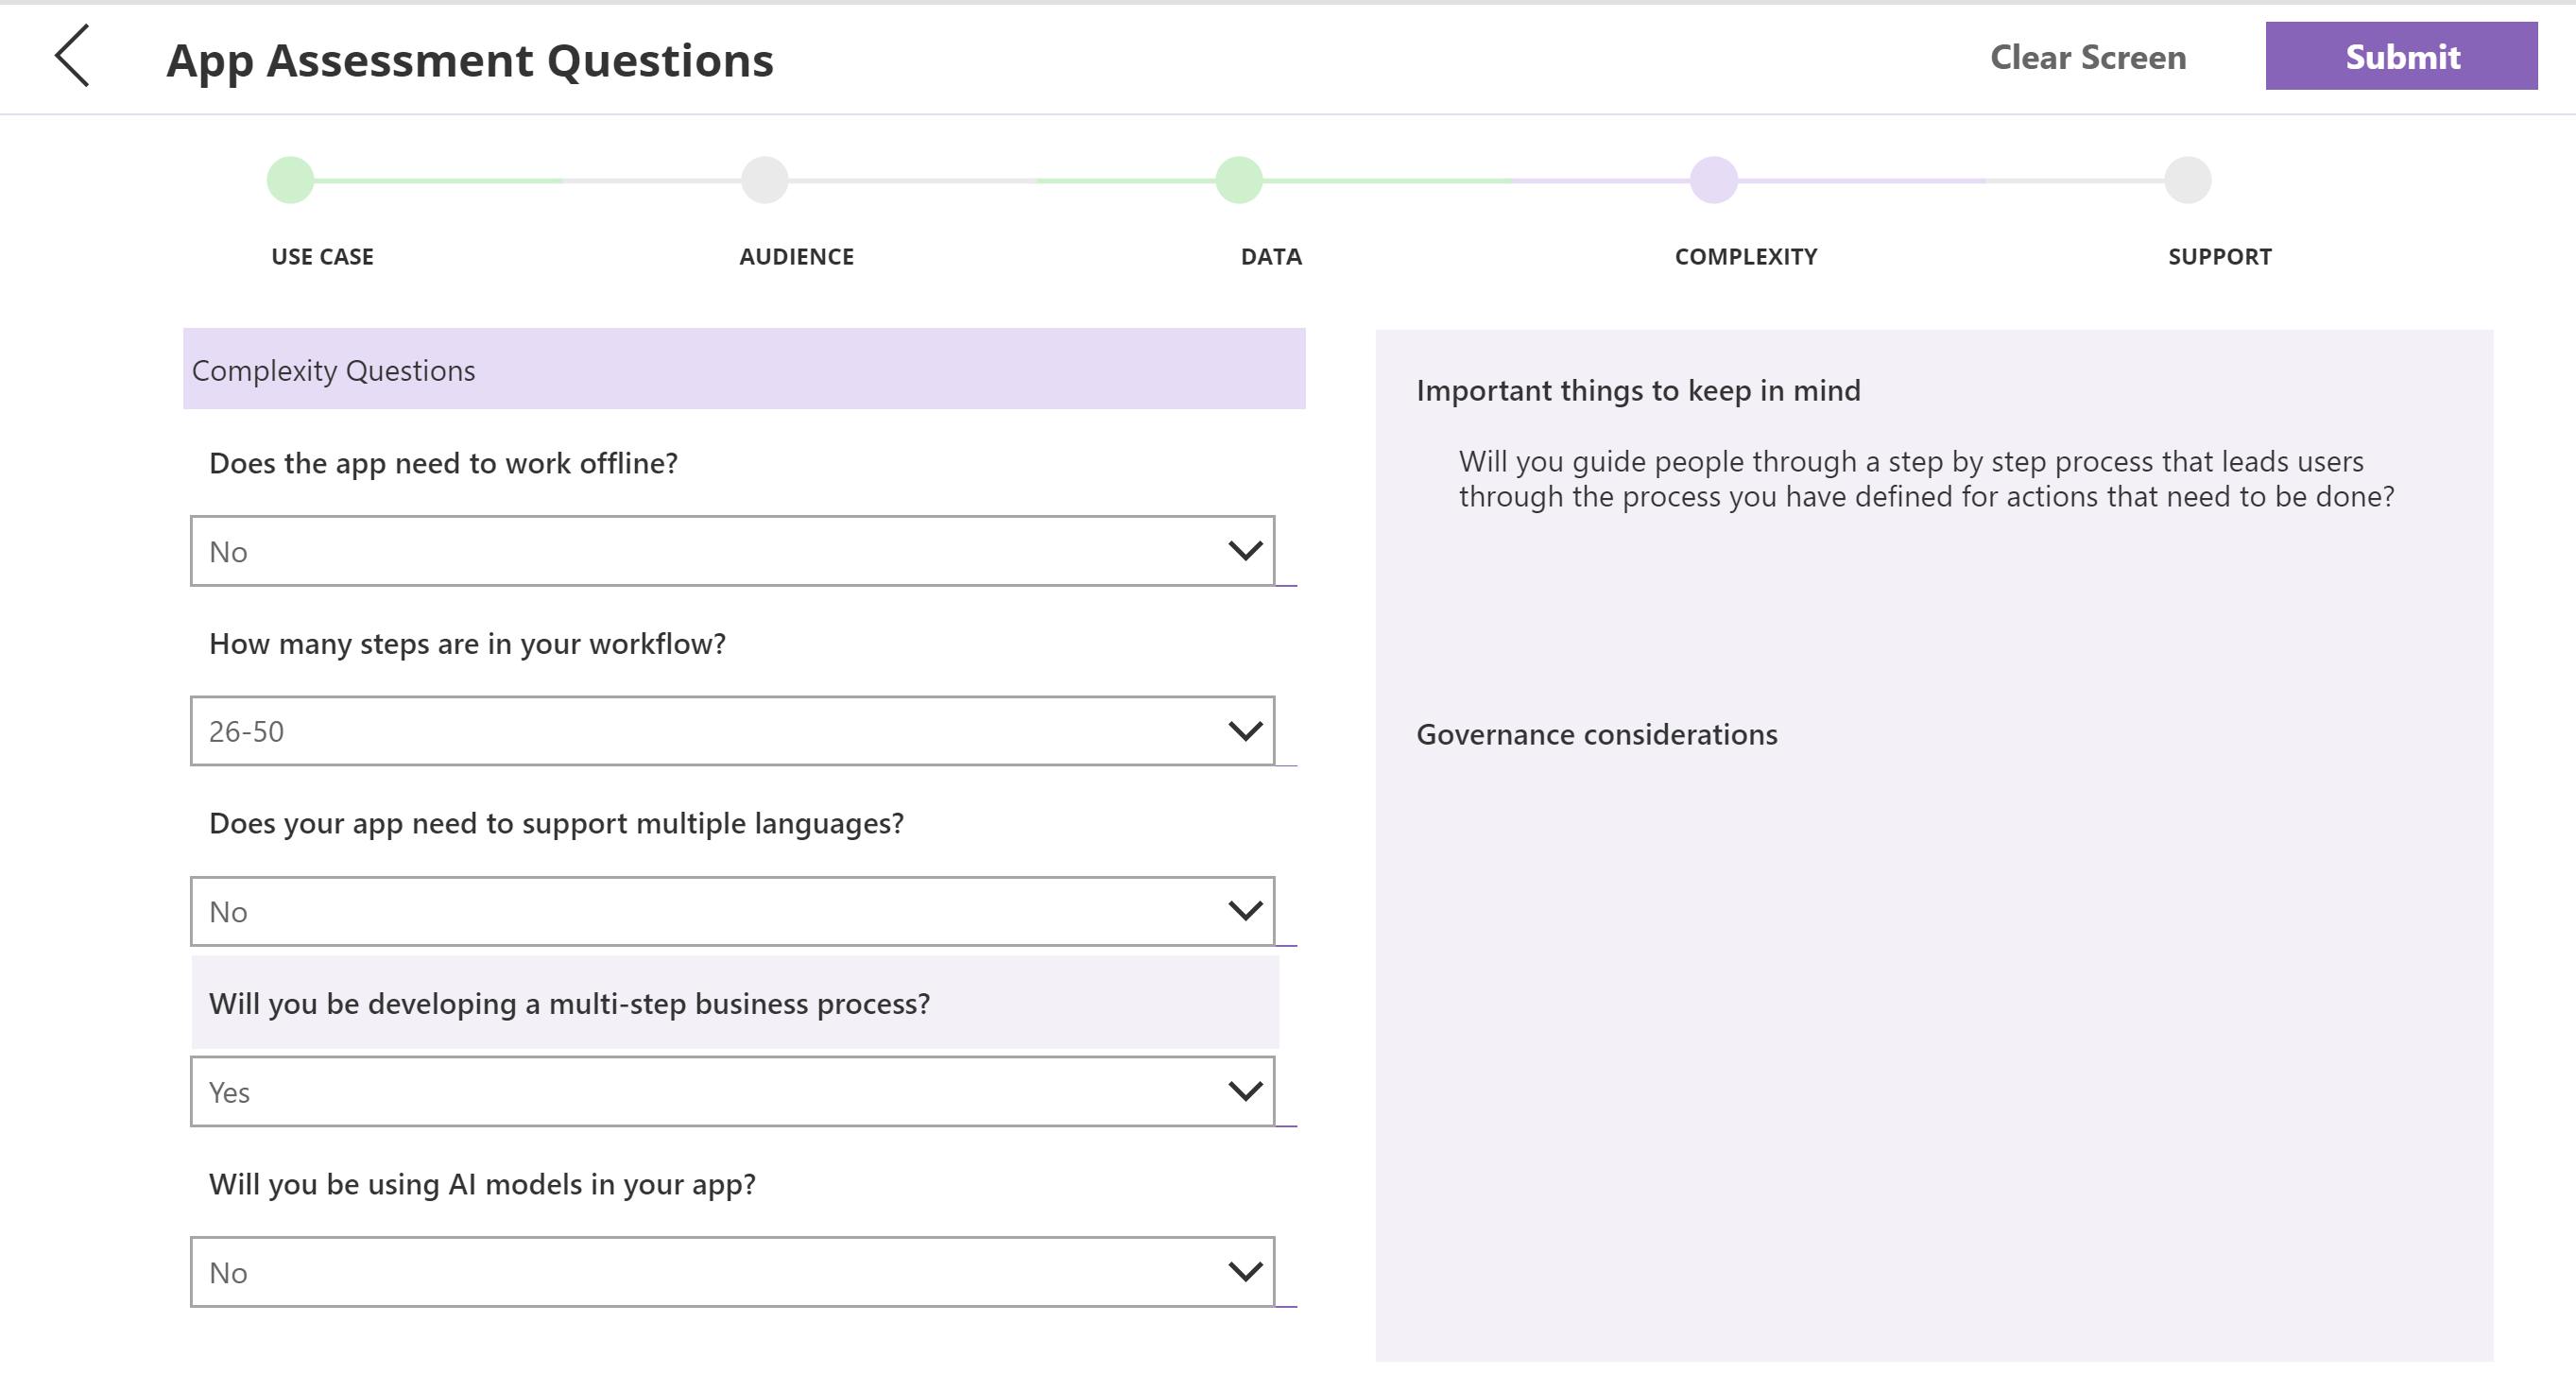 App Assessment Questions
Clear Screen
Submit
USE CASE
AUDIENCE
DATA
COMPLEXITY
SUPPORT
Complexity Questions
Does the app need to work offline?
No
How many steps are in your workflow?
26-50
Does your app need to support multiple languages?
No
Will you be developing a multi-step business process?
Yes
Will you be using AI models in your app?
No
Important things to keep in mind
Will you guide people through a step by step process that leads users
through the process you have defined for actions that need to be done?
Governance considerations